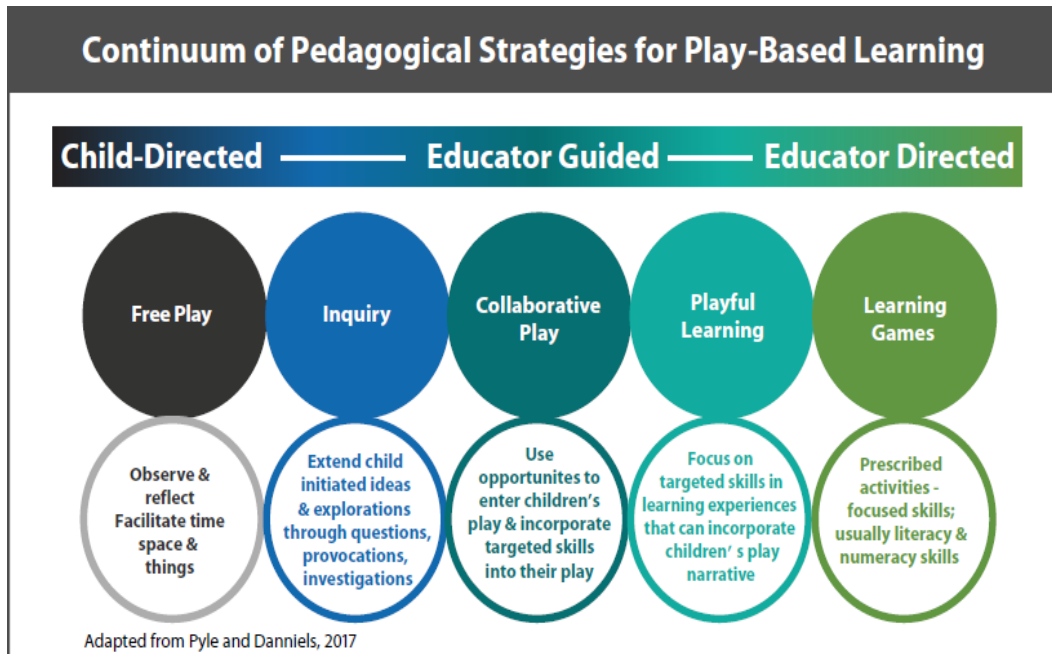 Continuum of Pedagogical Strategies for Play-Based Learning
Child-Directed
Educator Guided
Educator Directed
Free Play
Inquiry
Collaborative
Play
Playful
Learning
Learning
Games
Observe &
reflect
Facilitate time
space &
things
Extend child
initiated ideas
& explorations
through questions,
provocations,
investigations
Use
opportunites to
enter children's
play & incorporate
targeted skills
into their play
Focus on
targeted skills in
learning experiences
that can incorporate
children' s play
narrative
Prescribed
activities -
focused skills;
usually literacy &
numeracy skills
Adapted from Pyle and Danniels, 2017